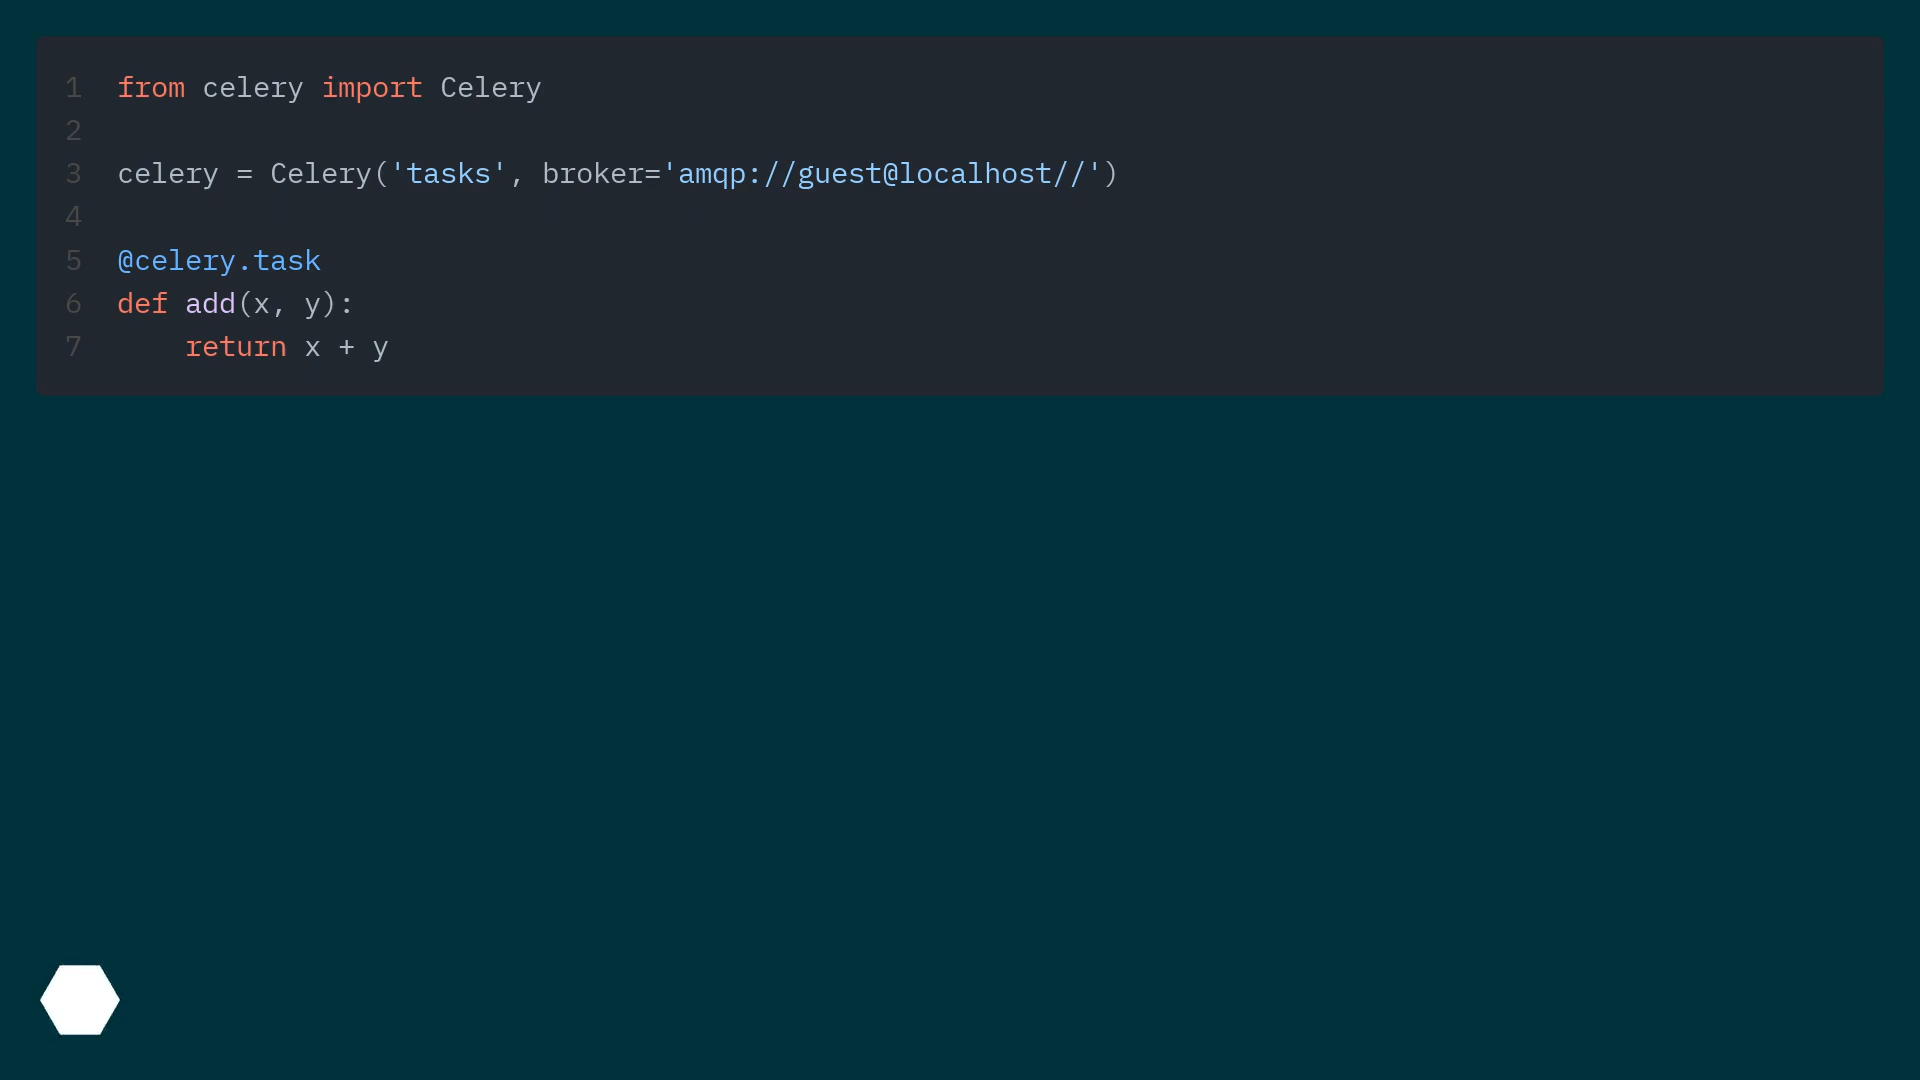 1 from celery import Celery
2
3 celery = Celery('tasks', broker='amqp://guest@localhost//')
4
5 @celery.task
6 def add(x, y):
7     return x + y